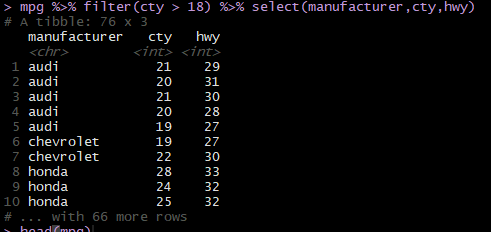 > mpg %>% filter(cty > 18) %>% select(manufacturer,cty,hwy)
# A tibble: 76 x 3
manufacturer cty hwy
<chr> <int> <int>
1 audi 21 29
2 audi 20 31
3 audi 21 30
4 audi 20 28
5 audi 19 27
6 chevrolet 19 27
7 chevrolet 22 30
8 honda 28 33
9 honda 24 32
10 honda 25 32
# ... with 66 more rows
> head(mpg)